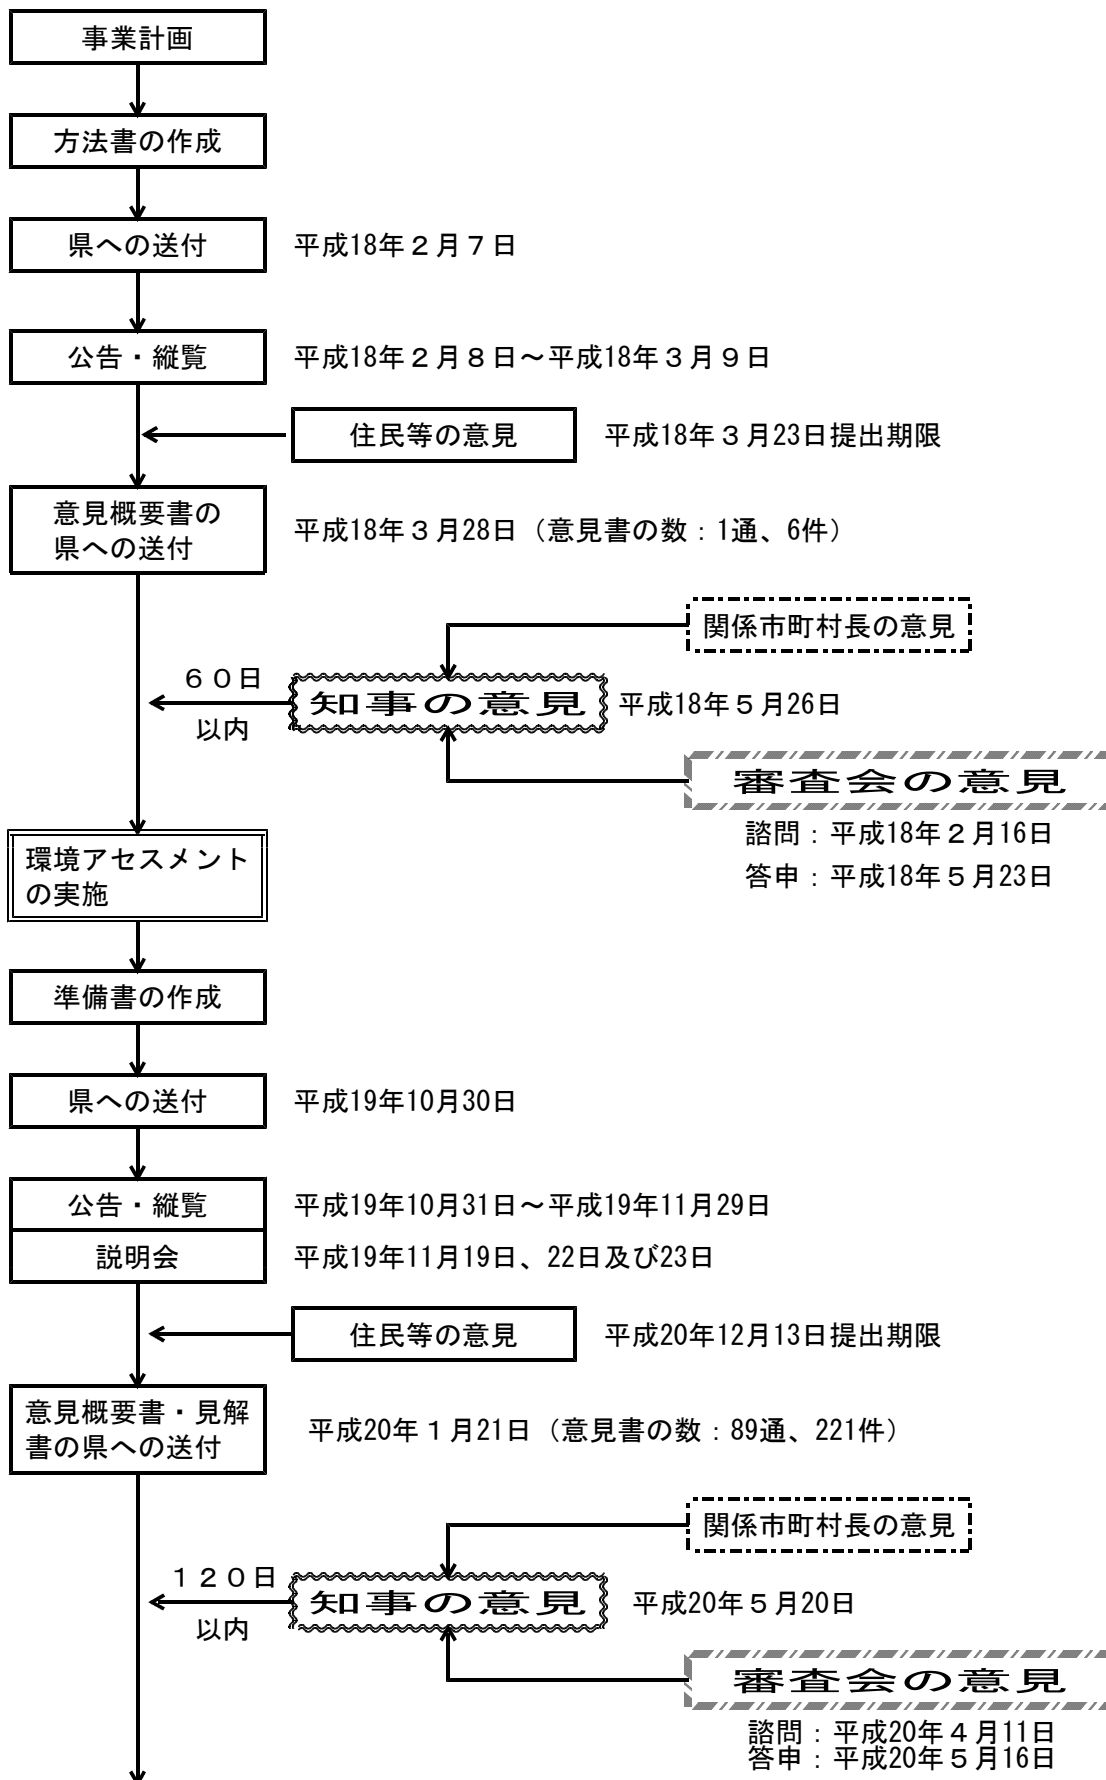 事業計画
方法書の作成
県への送付 平成18年２月７日
公告・縦覧 平成18年２月８日～平成18年３月９日
住民等の意見 平成18年３月23日提出期限
意見概要書の
県への送付
平成18年３月28日（意見書の数：1通、6件）
関係市町村長の意見
６０日
以内
知事の意見 平成18年５月26日
審査会の意見
諮問：平成18年２月16日
答申：平成18年５月23日
環境アセスメント
の実施
準備書の作成
県への送付 平成19年10月30日
公告・縦覧 平成19年10月31日～平成19年11月29日
説明会 平成19年11月19日、22日及び23日
住民等の意見 平成20年12月13日提出期限
意見概要書・見解
書の県への送付
平成20年１月21日（意見書の数：89通、221件）
関係市町村長の意見
１２０日
以内
知事の意見 平成20年５月20日
審査会の意見
諮問：平成20年４月11日
答申：平成20年５月16日